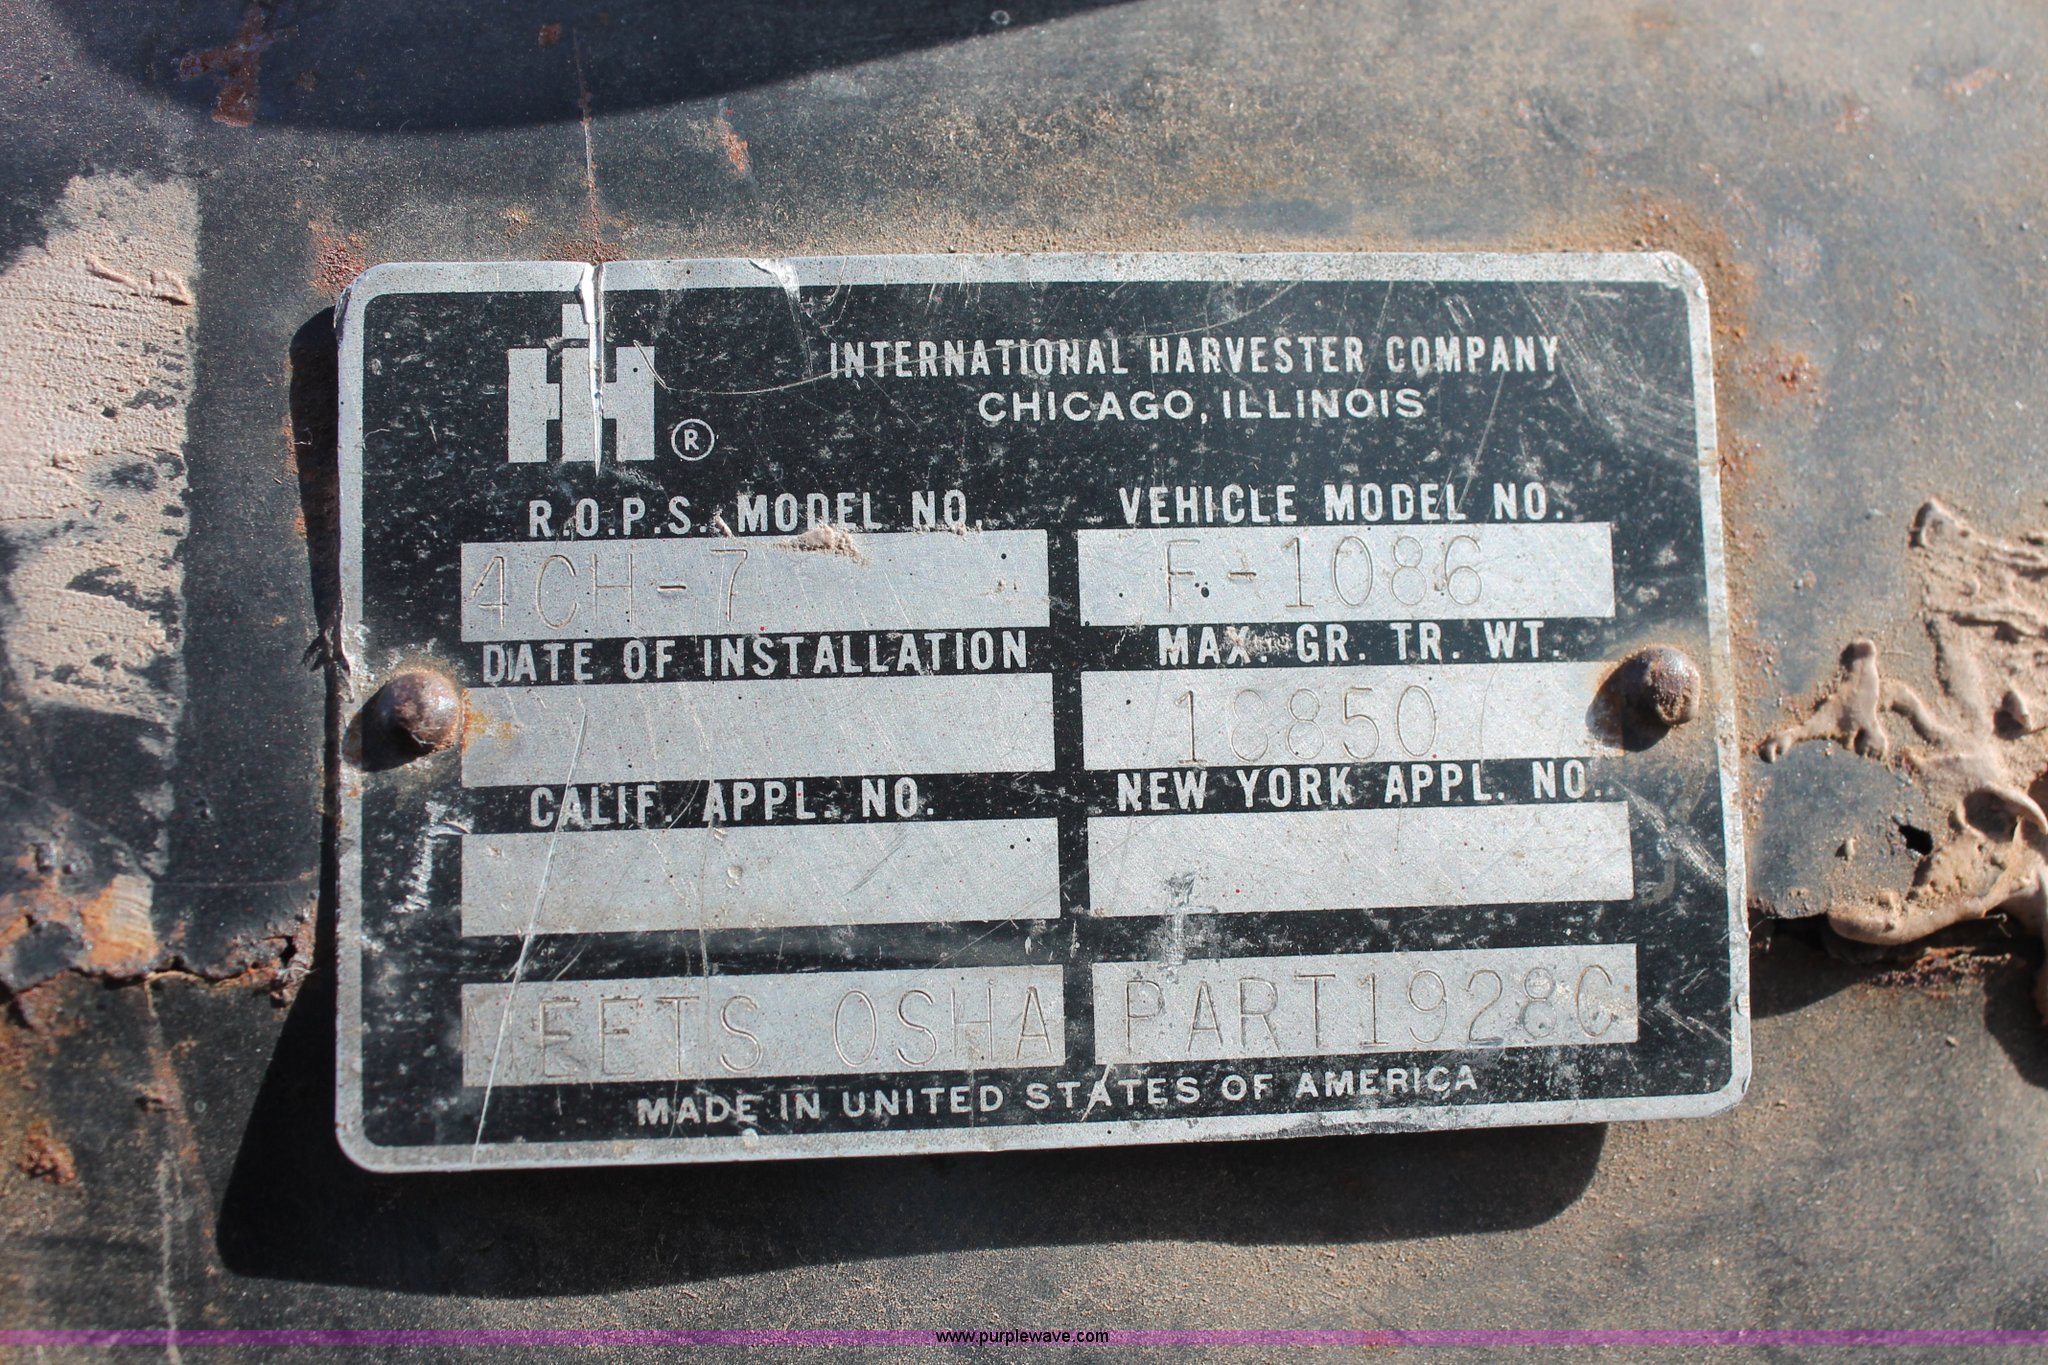 IH ®
INTERNATIONAL HARVESTER COMPANY
CHICAGO, ILLINOIS
R.O.P.S. MODEL NO. VEHICLE MODEL NO.
4CH-7 F-1086
DATE OF INSTALLATION MAX. GR. TR. WT.
18850
CALIF. APPL. NO. NEW YORK APPL. NO.
MEETS OSHA PART1928C
MADE IN UNITED STATES OF AMERICA
www.purplewave.com